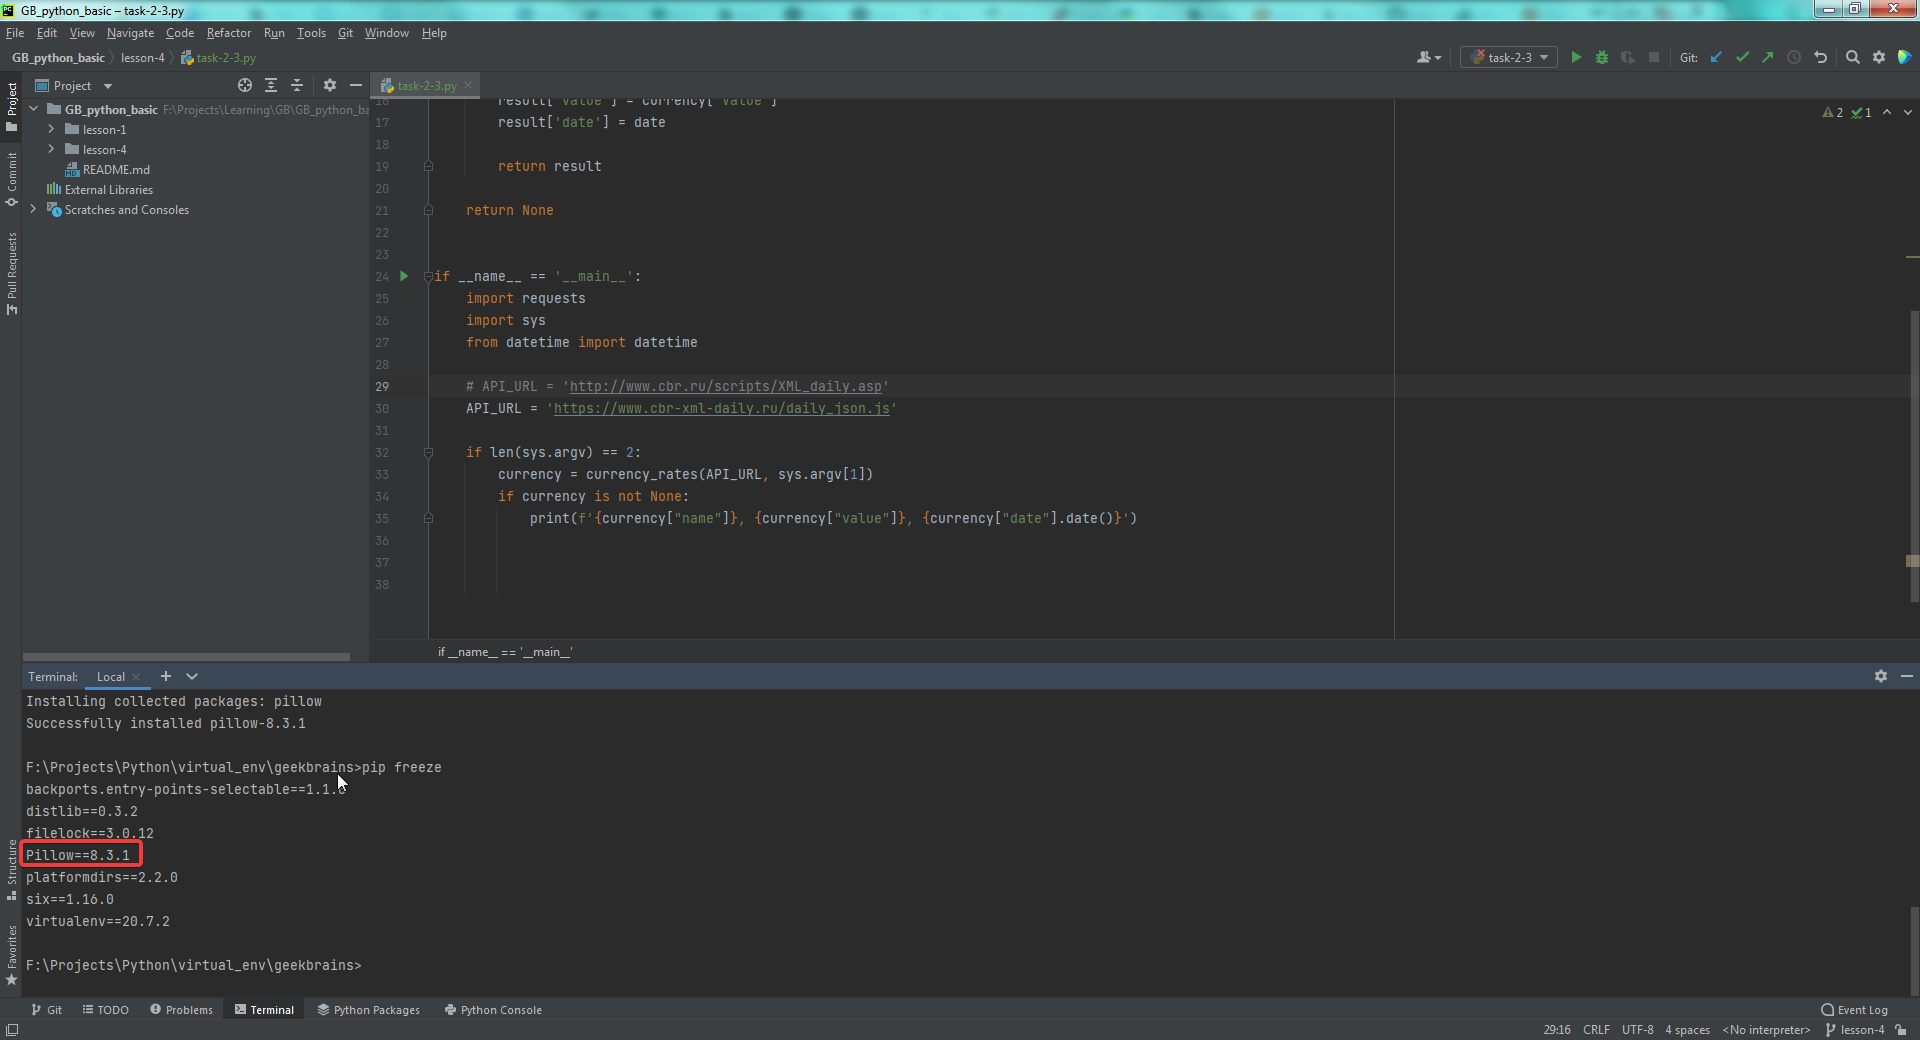 GB_python_basic – task-2-3.py
File Edit View Navigate Code Refactor Run Tools Git Window Help
GB_python_basic lesson-4 task-2-3.py
task-2-3 Git:
Project
task-2-3.py
GB_python_basic F:\Projects\Learning\GB\GB_python_ba
lesson-1
lesson-4
README.md
External Libraries
Scratches and Consoles
Project
Commit
Pull Requests
Structure
Favorites
2 1
16 result['value'] = currency['value']
17 result['date'] = date
18
19 return result
20
21 return None
22
23
24 if __name__ == '__main__':
25 import requests
26 import sys
27 from datetime import datetime
28
29 # API_URL = 'http://www.cbr.ru/scripts/XML_daily.asp'
30 API_URL = 'https://www.cbr-xml-daily.ru/daily_json.js'
31
32 if len(sys.argv) == 2:
33 currency = currency_rates(API_URL, sys.argv[1])
34 if currency is not None:
35 print(f'{currency["name"]}, {currency["value"]}, {currency["date"].date()}')
36
37
38
if __name__ == '__main__'
Terminal: Local
Installing collected packages: pillow
Successfully installed pillow-8.3.1
F:\Projects\Python\virtual_env\geekbrains>pip freeze
backports.entry-points-selectable==1.1.0
distlib==0.3.2
filelock==3.0.12
Pillow==8.3.1
platformdirs==2.2.0
six==1.16.0
virtualenv==20.7.2
F:\Projects\Python\virtual_env\geekbrains>
Git TODO Problems Terminal Python Packages Python Console Event Log
29:16 CRLF UTF-8 4 spaces <No interpreter> lesson-4